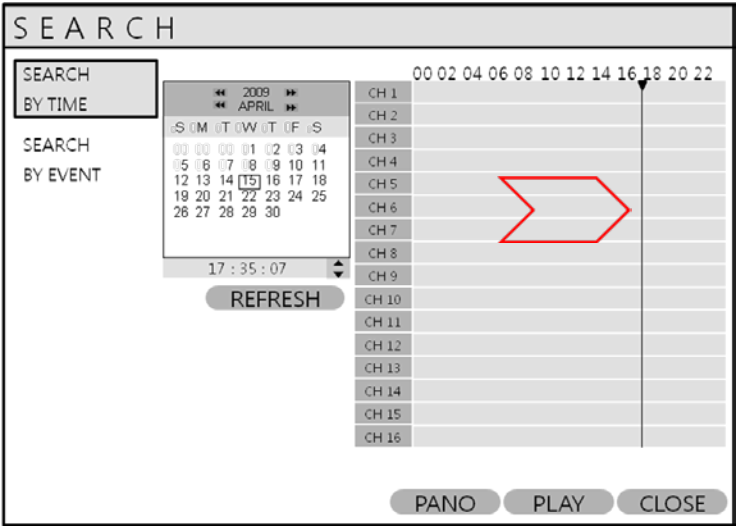 SEARCH
SEARCH
BY TIME
SEARCH
BY EVENT
2009
APRIL
S M T W T F S
00 00 00 01 02 03 04
05 06 07 08 09 10 11
12 13 14 15 16 17 18
19 20 21 22 23 24 25
26 27 28 29 30
17 : 35 : 07
REFRESH
00 02 04 06 08 10 12 14 16 18 20 22
CH 1
CH 2
CH 3
CH 4
CH 5
CH 6
CH 7
CH 8
CH 9
CH 10
CH 11
CH 12
CH 13
CH 14
CH 15
CH 16
PANO
PLAY
CLOSE